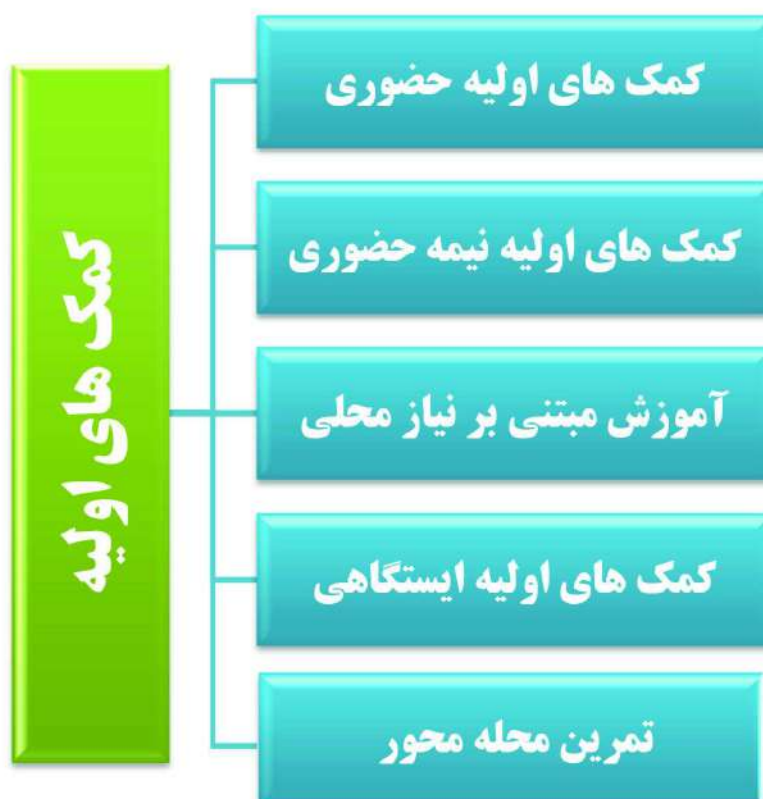 کمک های اولیه
کمک های اولیه حضوری
کمک های اولیه نیمه حضوری
آموزش مبتنی بر نیاز محلی
کمک های اولیه ایستگاهی
تمرین محله محور